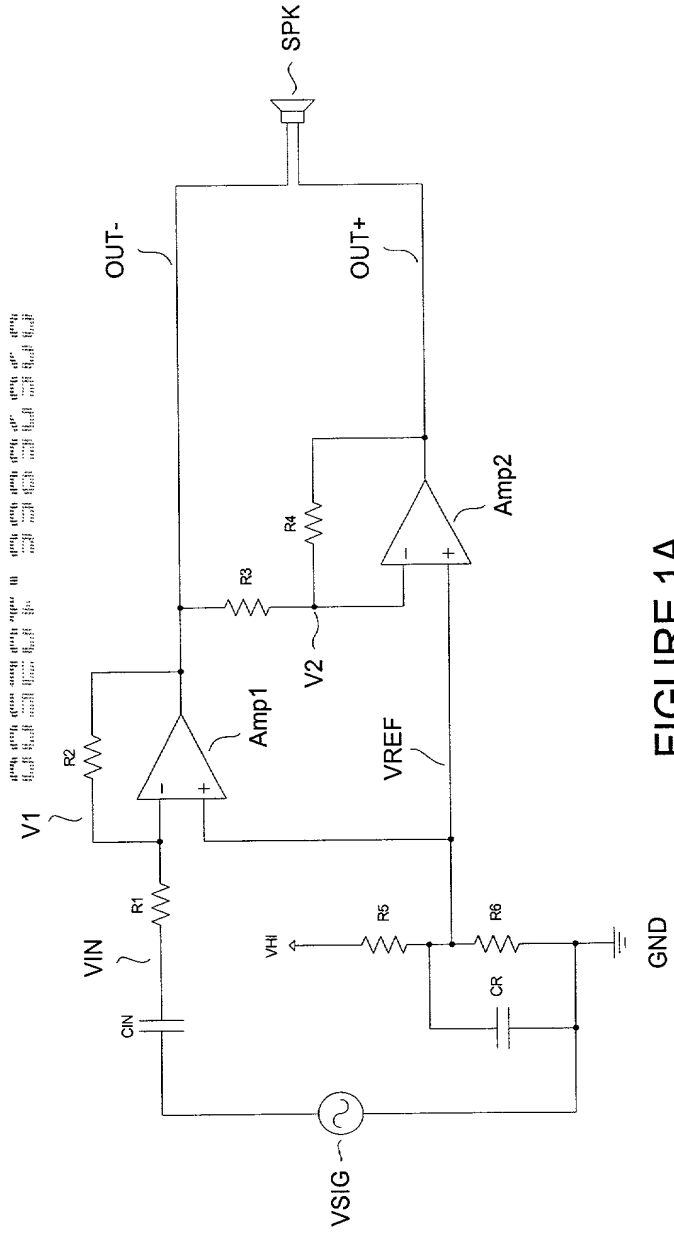 SPK
OUT-
OUT+
R2
V1
Amp1
R3
R4
V2
Amp2
R1
VIN
CIN
VREF
VHI
R5
R6
CR
VSIG
GND
-
+
-
+
FIGURE 1A